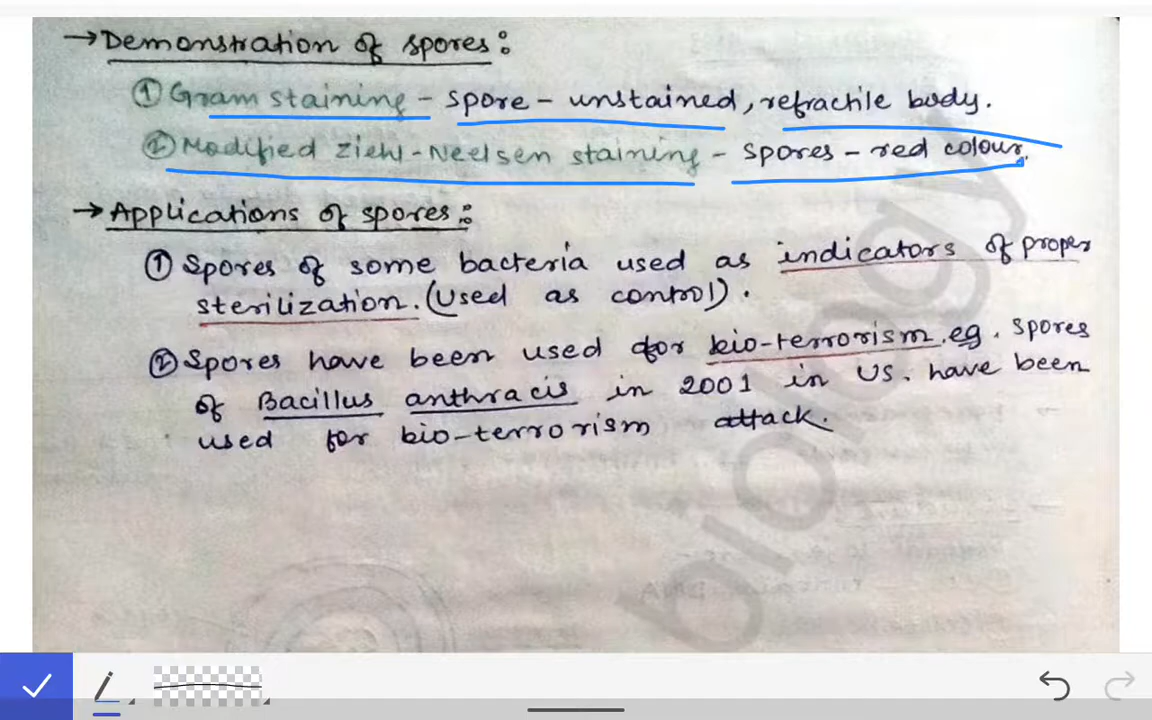 →Demonstration of spores:
① Gram staining - spore - unstained, refractile body.
② Modified Ziehl-Neelsen staining - spores - red colour.
→ Applications of spores:
① Spores of some bacteria used as indicators of proper
sterilization. (Used as control).
② Spores have been used for bio-terrorism. eg. Spores
of Bacillus anthracis in 2001 in US. have been
used for bio-terrorism attack.
biology